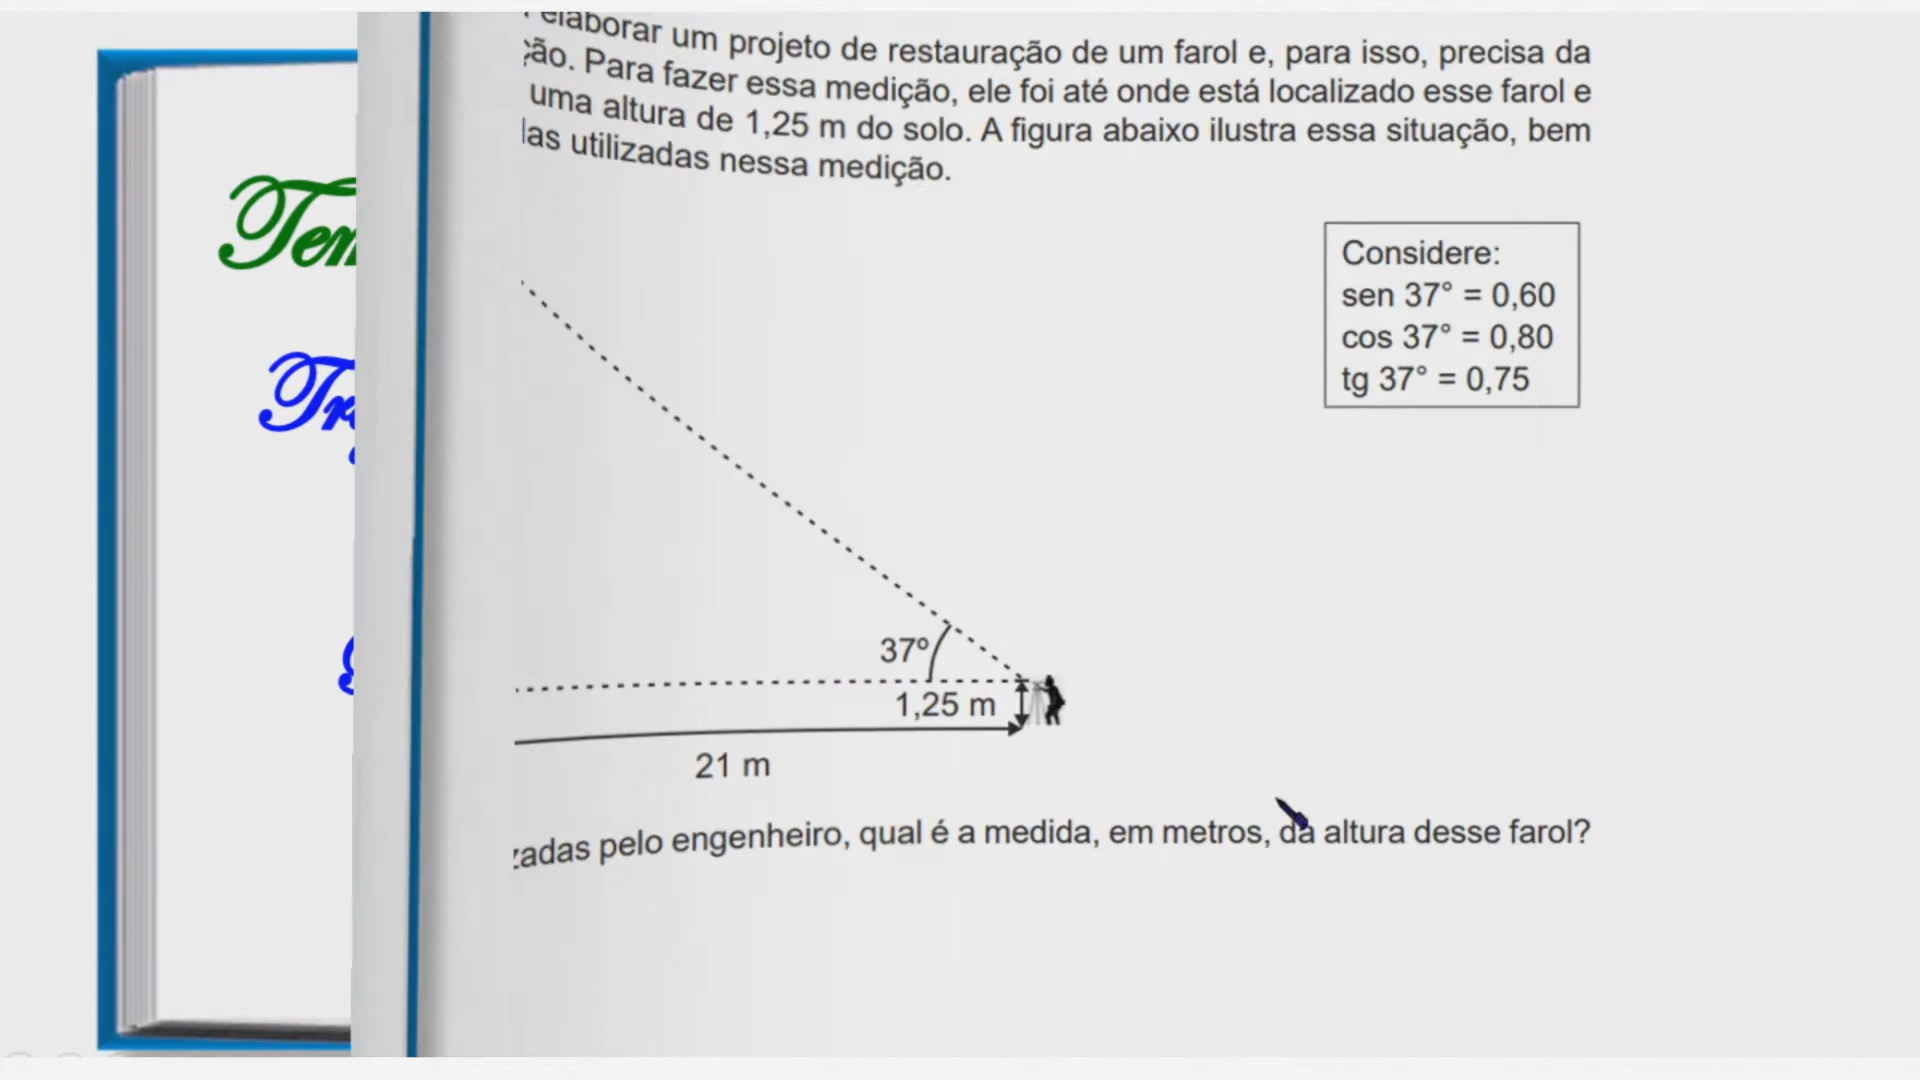 elaborar um projeto de restauração de um farol e, para isso, precisa da
ção. Para fazer essa medição, ele foi até onde está localizado esse farol e
uma altura de 1,25 m do solo. A figura abaixo ilustra essa situação, bem
las utilizadas nessa medição.
Considere:
sen 37° = 0,60
cos 37° = 0,80
tg 37° = 0,75
37º
1,25 m
21 m
zadas pelo engenheiro, qual é a medida, em metros, da altura desse farol?